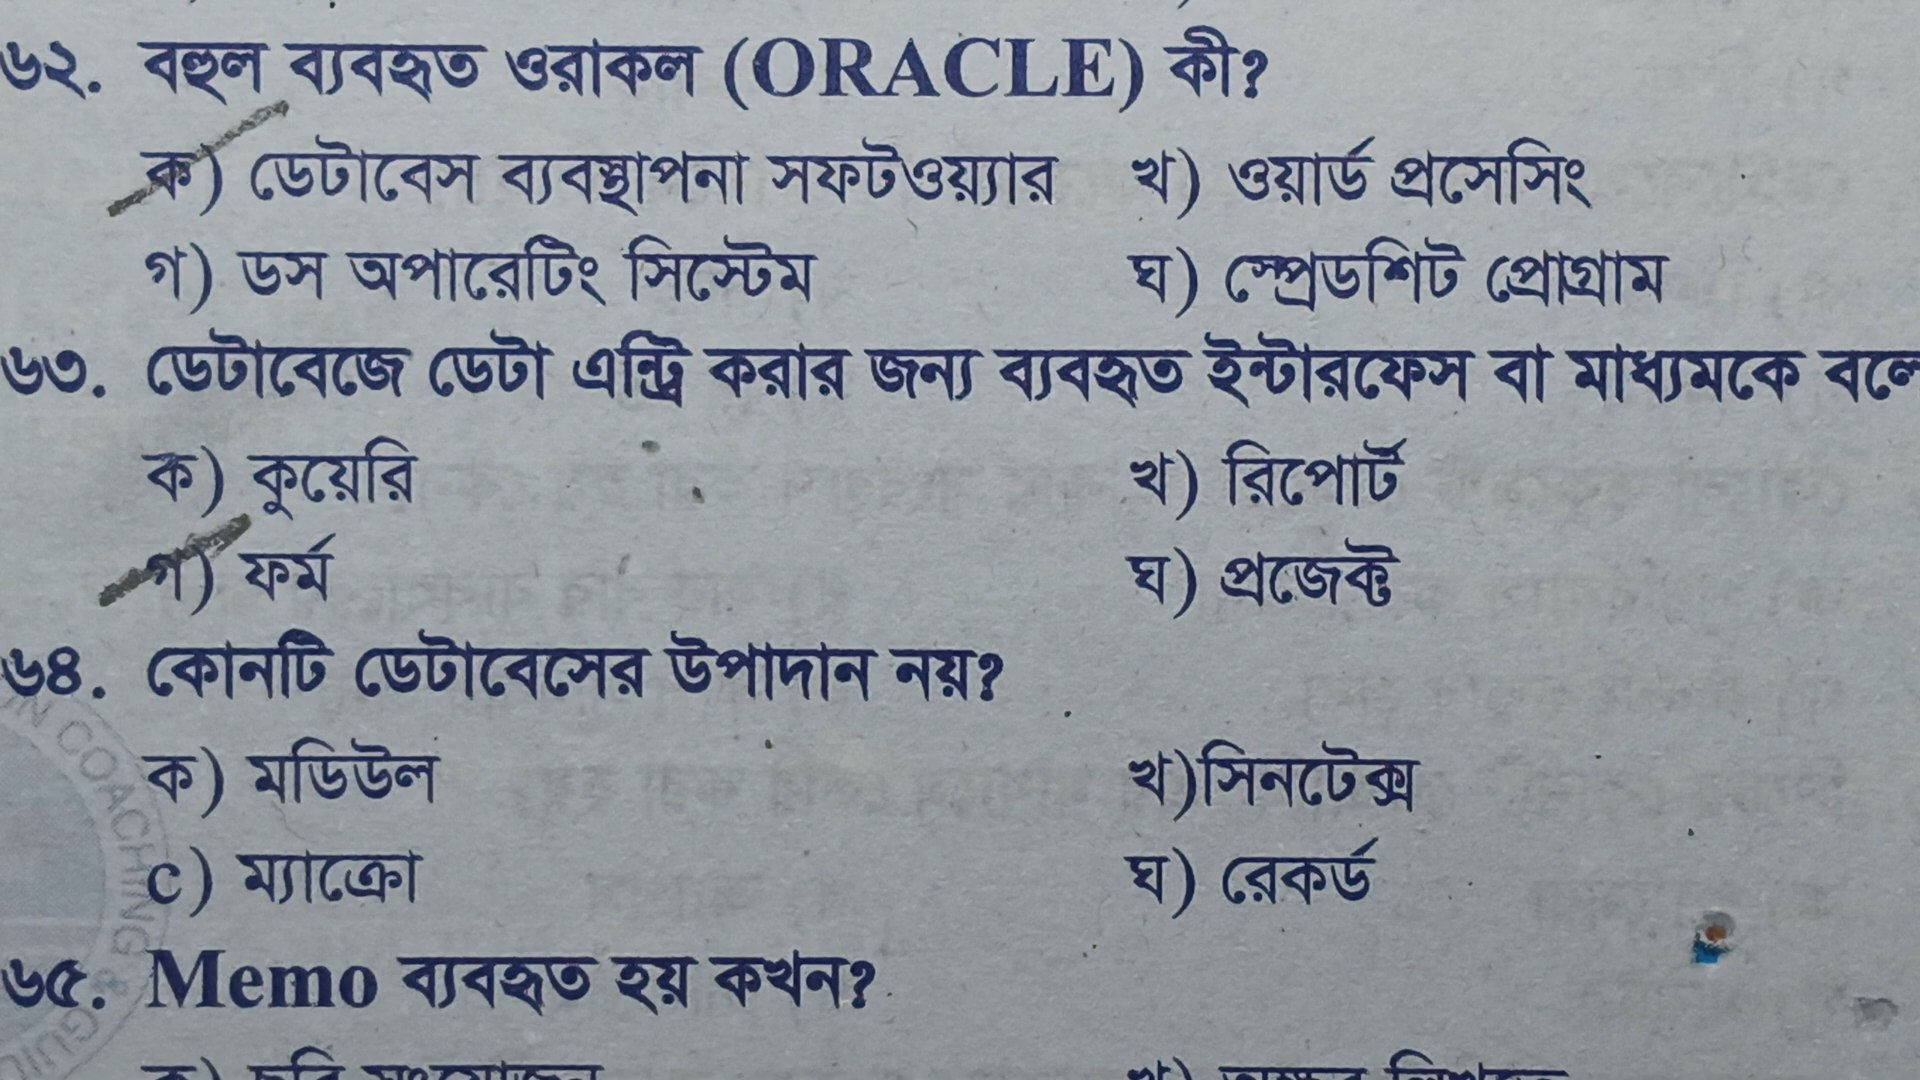 ৬২. বহুল ব্যবহৃত ওরাকল (ORACLE) কী?
ক) ডেটাবেস ব্যবস্থাপনা সফটওয়্যার খ) ওয়ার্ড প্রসেসিং
গ) ডস অপারেটিং সিস্টেম ঘ) স্প্রেডশিট প্রোগ্রাম
৬৩. ডেটাবেজে ডেটা এন্ট্রি করার জন্য ব্যবহৃত ইন্টারফেস বা মাধ্যমকে বলে
ক) কুয়েরি খ) রিপোর্ট
গ) ফর্ম ঘ) প্রজেক্ট
৬৪. কোনটি ডেটাবেসের উপাদান নয়?
ক) মডিউল খ)সিনটেক্স
c) ম্যাক্রো ঘ) রেকর্ড
৬৫. Memo ব্যবহৃত হয় কখন?
COACHING &